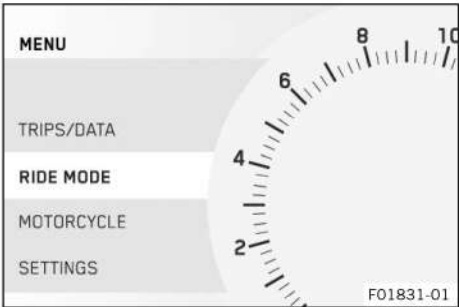 MENU
TRIPS/DATA
RIDE MODE
MOTORCYCLE
SETTINGS
8
10
6
4
2
F01831-01